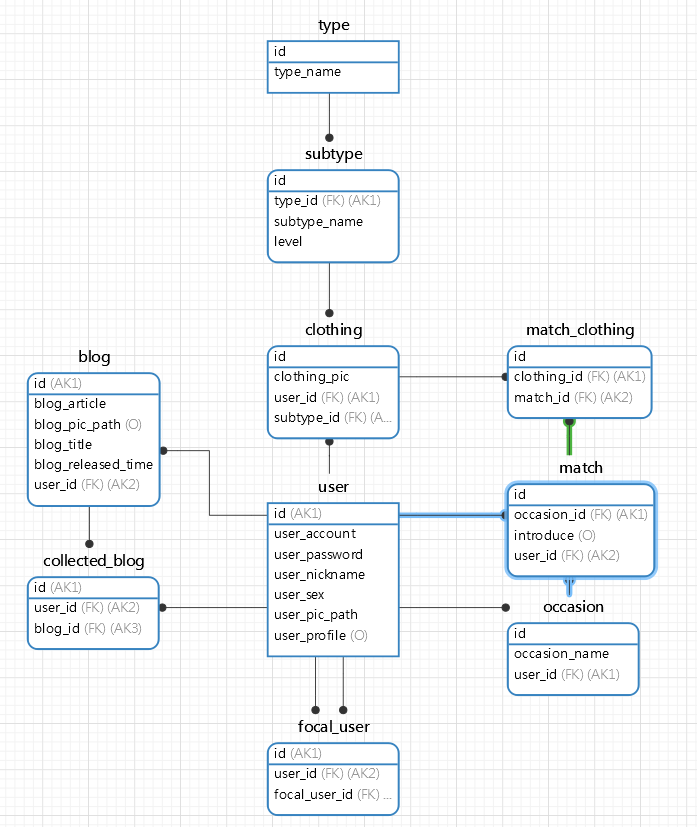 type
id
type_name
subtype
id
type_id (FK) (AK1)
subtype_name
level
clothing
id
clothing_pic
user_id (FK) (AK1)
subtype_id (FK) (A...
match_clothing
id
clothing_id (FK) (AK1)
match_id (FK) (AK2)
blog
id (AK1)
blog_article
blog_pic_path (O)
blog_title
blog_released_time
user_id (FK) (AK2)
match
id
occasion_id (FK) (AK1)
introduce (O)
user_id (FK) (AK2)
user
id (AK1)
user_account
user_password
user_nickname
user_sex
user_pic_path
user_profile (O)
collected_blog
id (AK1)
user_id (FK) (AK2)
blog_id (FK) (AK3)
occasion
id
occasion_name
user_id (FK) (AK1)
focal_user
id (AK1)
user_id (FK) (AK2)
focal_user_id (FK) ...